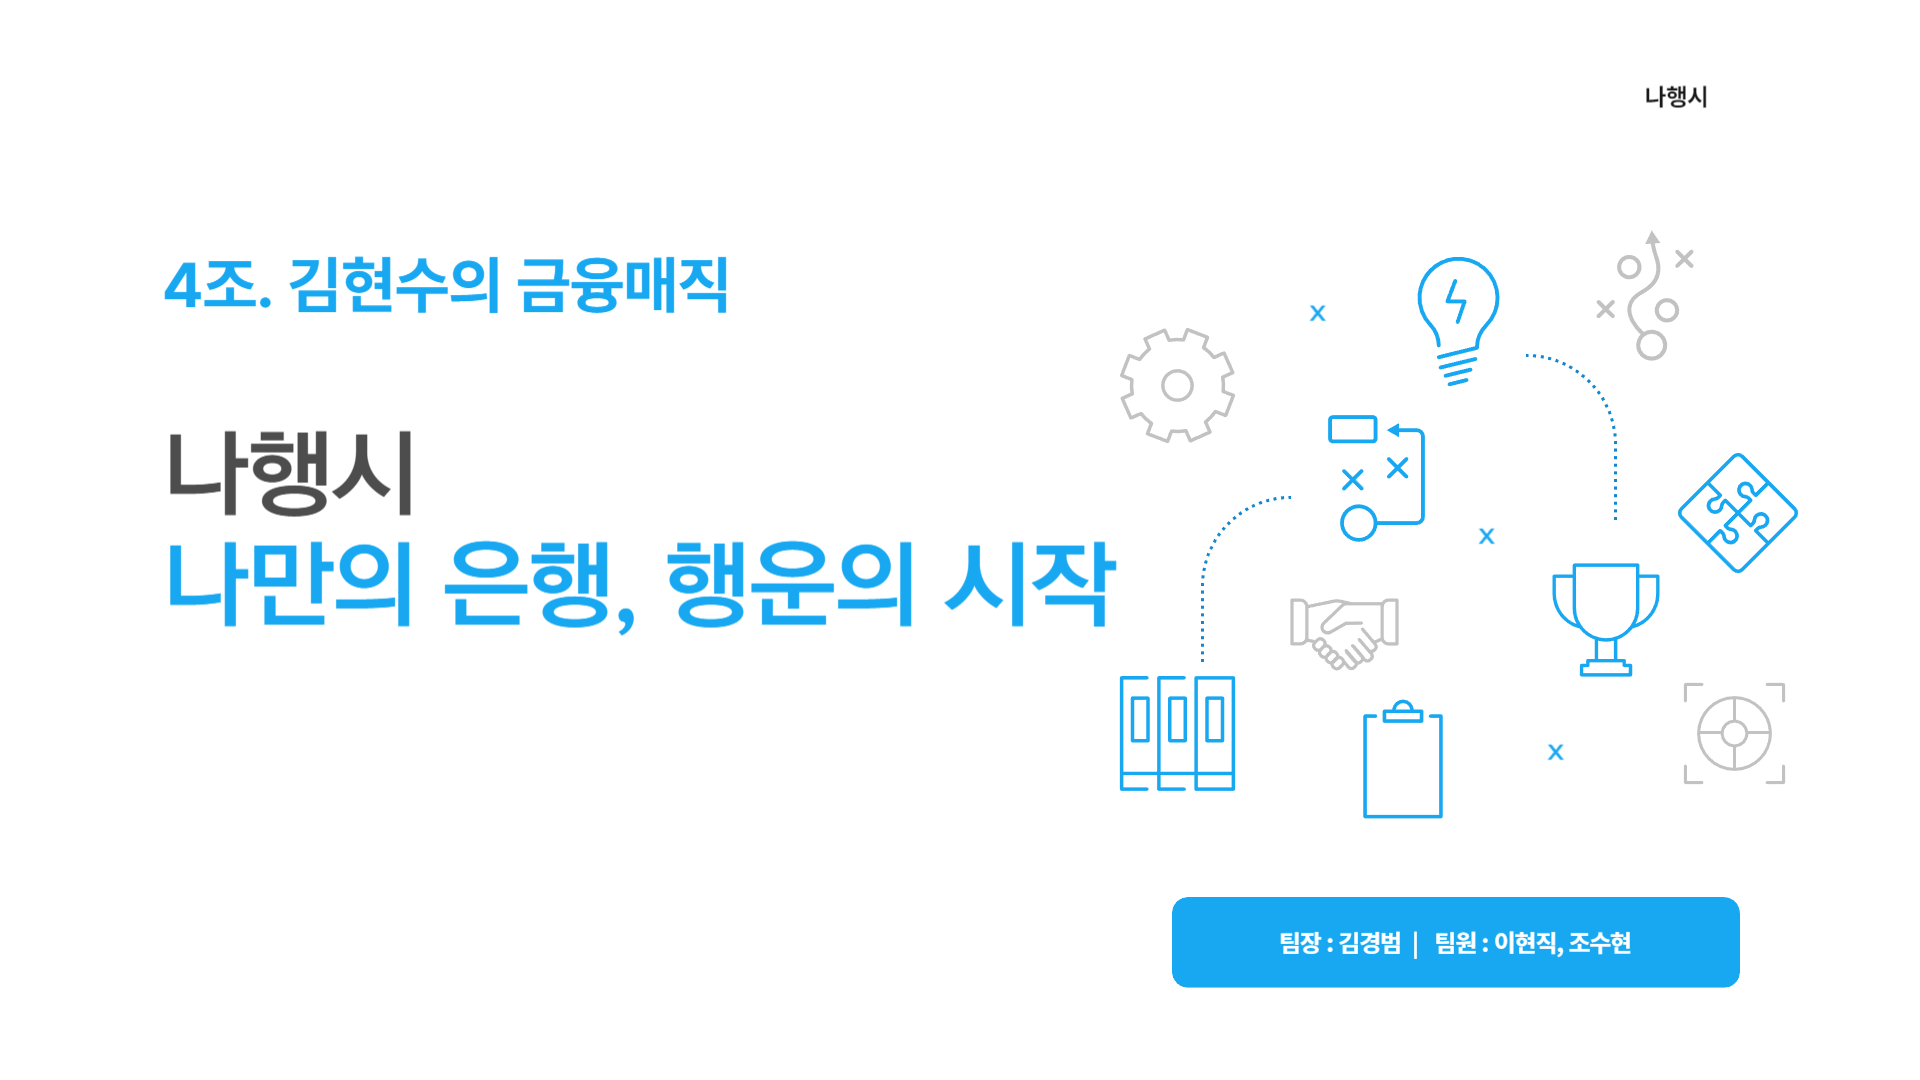 나행시
4조. 김현수의 금융매직
나행시
나만의 은행, 행운의 시작
팀장 : 김경범 | 팀원 : 이현직, 조수현